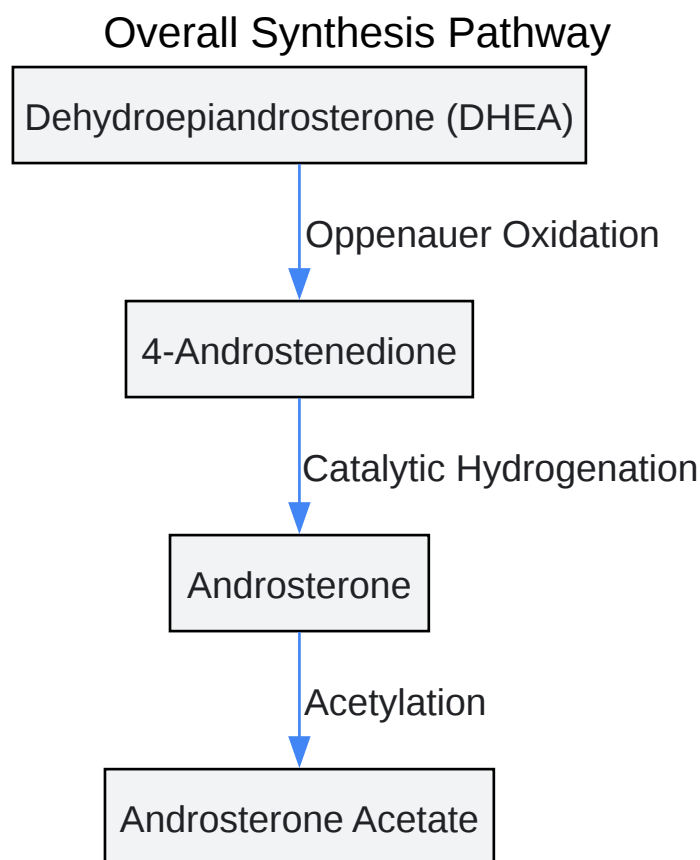 Overall Synthesis Pathway
Dehydroepiandrosterone (DHEA)
Oppenauer Oxidation
4-Androstenedione
Catalytic Hydrogenation
Androsterone
Acetylation
Androsterone Acetate